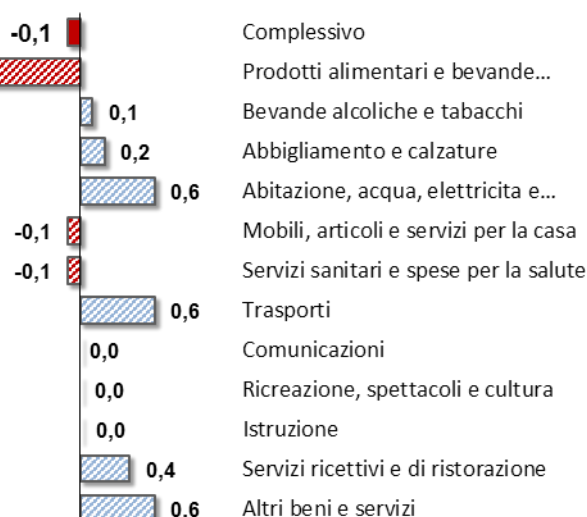 -0,1 Complessivo
Prodotti alimentari e bevande...
0,1 Bevande alcoliche e tabacchi
0,2 Abbigliamento e calzature
0,6 Abitazione, acqua, elettricita e...
-0,1 Mobili, articoli e servizi per la casa
-0,1 Servizi sanitari e spese per la salute
0,6 Trasporti
0,0 Comunicazioni
0,0 Ricreazione, spettacoli e cultura
0,0 Istruzione
0,4 Servizi ricettivi e di ristorazione
0,6 Altri beni e servizi